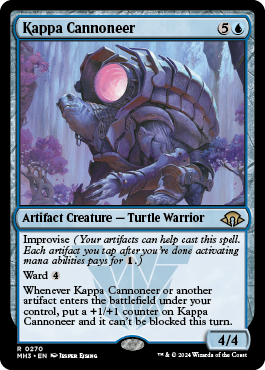 Kappa Cannoneer 5
Artifact Creature — Turtle Warrior
Improvise (Your artifacts can help cast this spell.
Each artifact you tap after you're done activating
mana abilities pays for 1.)
Ward 4
Whenever Kappa Cannoneer or another
artifact enters the battlefield under your
control, put a +1/+1 counter on Kappa
Cannoneer and it can't be blocked this turn.
4/4
R 0270
MH3 • EN Jesper Ejsing
™ & © 2024 Wizards of the Coast